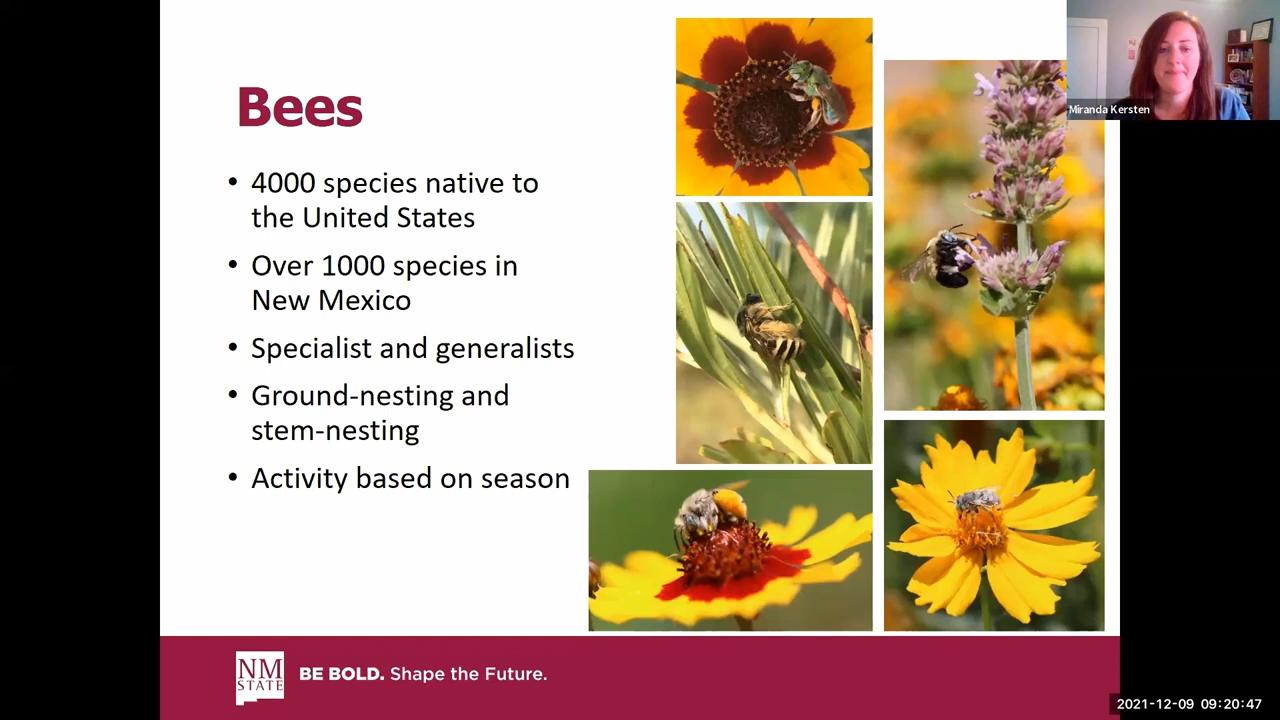 Miranda Kersten
Bees
• 4000 species native to
the United States
• Over 1000 species in
New Mexico
• Specialist and generalists
• Ground-nesting and
stem-nesting
• Activity based on season
NM
STATE
BE BOLD. Shape the Future.
2021-12-09 09:20:47